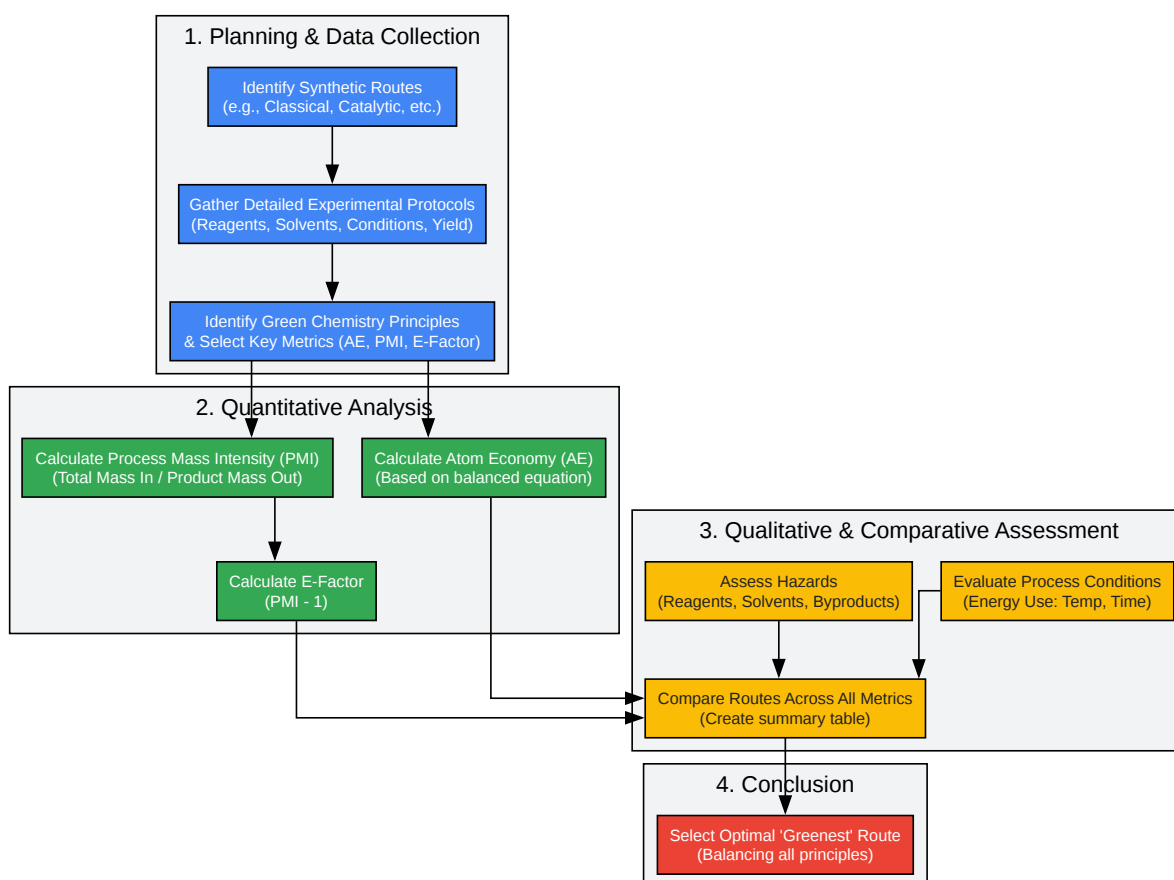 1. Planning & Data Collection
Identify Synthetic Routes
(e.g., Classical, Catalytic, etc.)
Gather Detailed Experimental Protocols
(Reagents, Solvents, Conditions, Yield)
Identify Green Chemistry Principles
& Select Key Metrics (AE, PMI, E-Factor)
2. Quantitative Analysis
Calculate Process Mass Intensity (PMI)
(Total Mass In / Product Mass Out)
Calculate Atom Economy (AE)
(Based on balanced equation)
Calculate E-Factor
(PMI - 1)
3. Qualitative & Comparative Assessment
Assess Hazards
(Reagents, Solvents, Byproducts)
Evaluate Process Conditions
(Energy Use: Temp, Time)
Compare Routes Across All Metrics
(Create summary table)
4. Conclusion
Select Optimal 'Greenest' Route
(Balancing all principles)